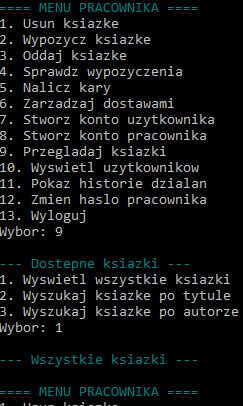 ==== MENU PRACOWNIKA ====
1. Usun ksiazke
2. Wypozycz ksiazke
3. Oddaj ksiazke
4. Sprawdz wypozyczenia
5. Nalicz kary
6. Zarzadzaj dostawami
7. Stworz konto uzytkownika
8. Stworz konto pracownika
9. Przegladaj ksiazki
10. Wyswietl uzytkownikow
11. Pokaz historie dzialan
12. Zmien haslo pracownika
13. Wyloguj
Wybor: 9
--- Dostepne ksiazki ---
1. Wyswietl wszystkie ksiazki
2. Wyszukaj ksiazke po tytule
3. Wyszukaj ksiazke po autorze
Wybor: 1
--- Wszystkie ksiazki ---
==== MENU PRACOWNIKA ====
1. Usun ksiazke